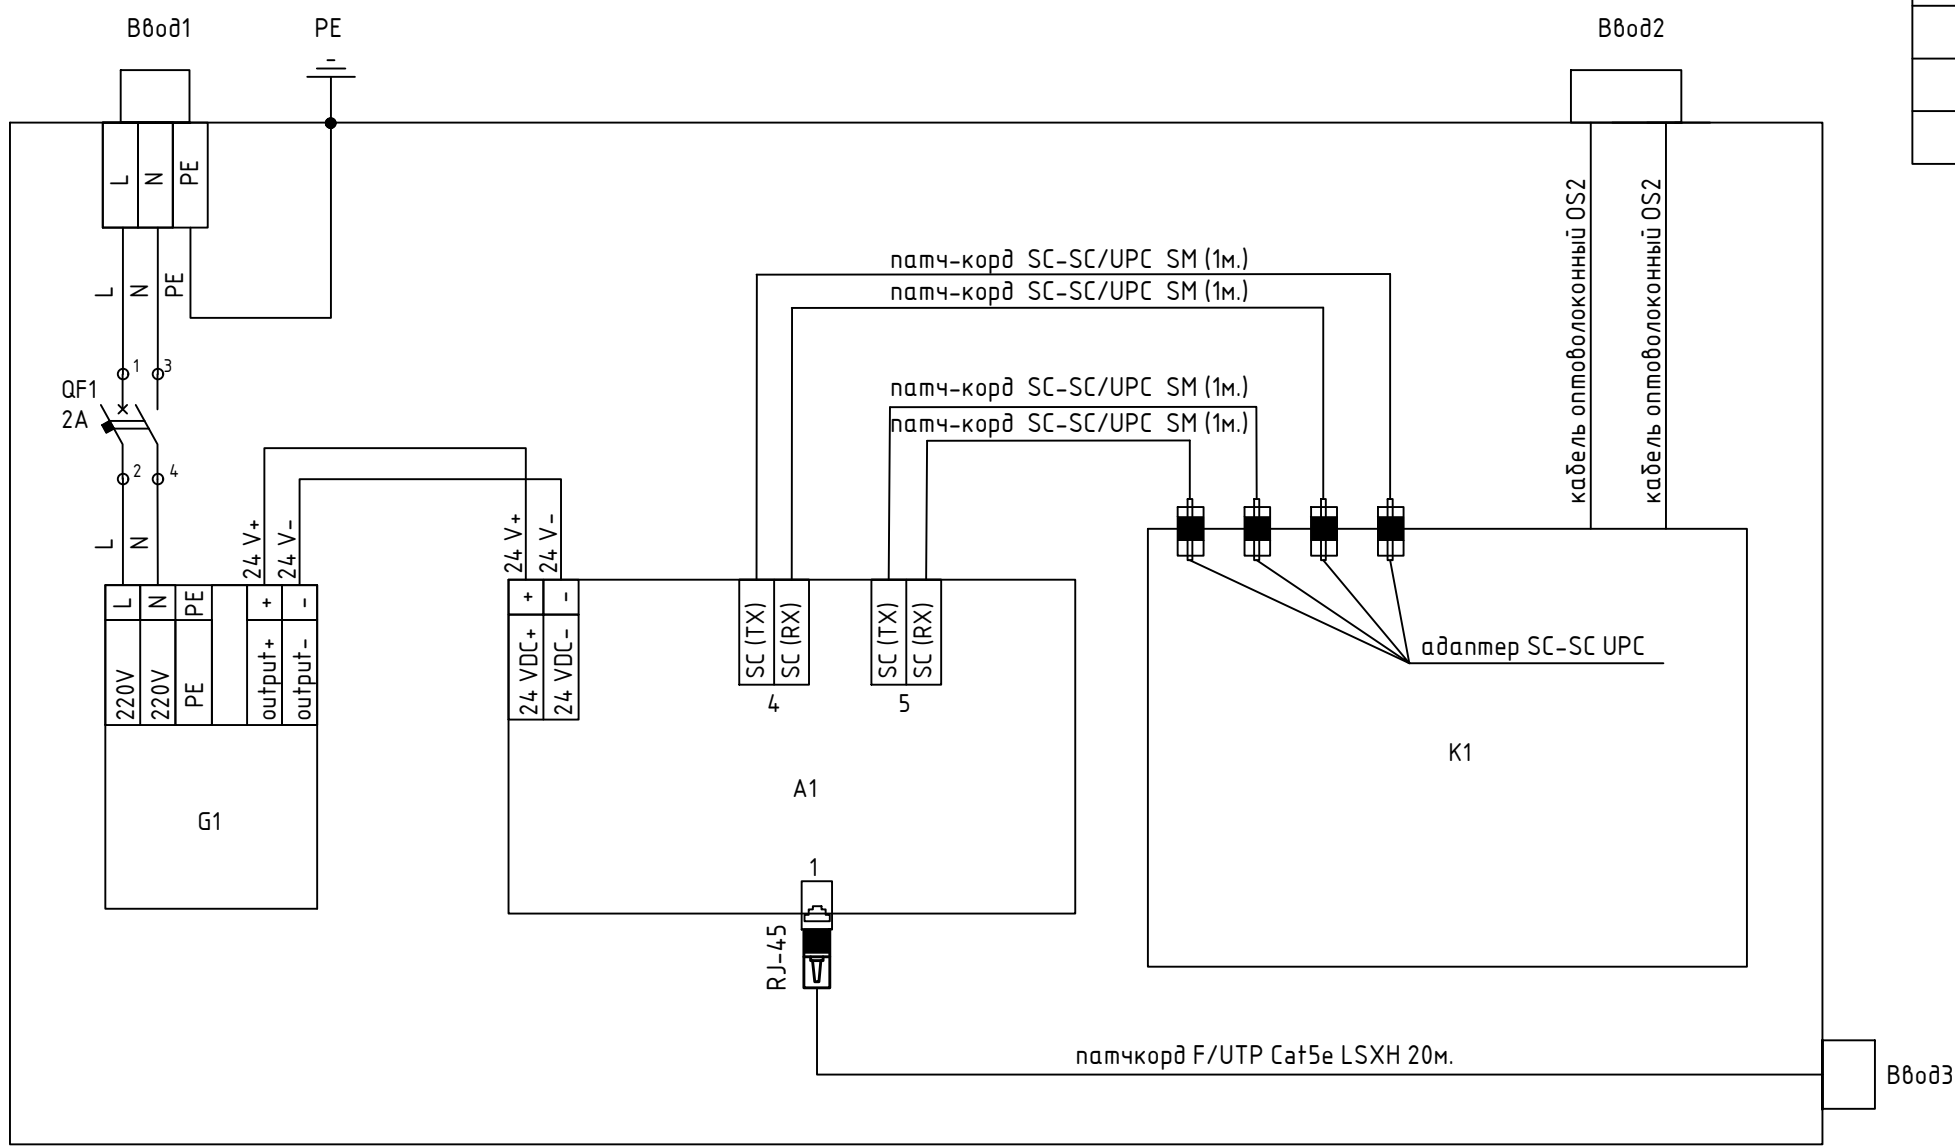 Ввод1
PE
Ввод2
L
N
PE
L
N
PE
кабель оптоволоконный OS2
кабель оптоволоконный OS2
патч-корд SC-SC/UPC SM (1м.)
патч-корд SC-SC/UPC SM (1м.)
патч-корд SC-SC/UPC SM (1м.)
патч-корд SC-SC/UPC SM (1м.)
1
3
QF1
2A
2
4
L
N
24 V+
24 V-
24 V+
24 V-
L
N
PE
+
-
220V
220V
PE
output+
output-
G1
+
-
24 VDC+
24 VDC-
SC (TX)
SC (RX)
4
SC (TX)
SC (RX)
5
A1
1
RJ-45
адаптер SC-SC UPC
K1
патчкорд F/UTP Cat5e LSXH 20м.
Ввод3